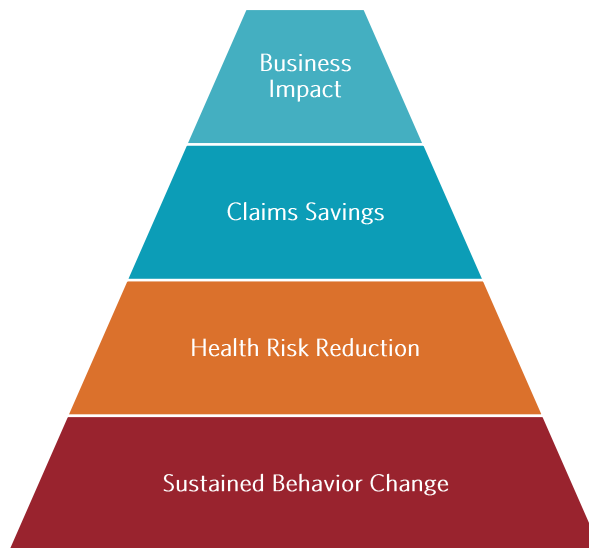 Business
Impact
Claims Savings
Health Risk Reduction
Sustained Behavior Change